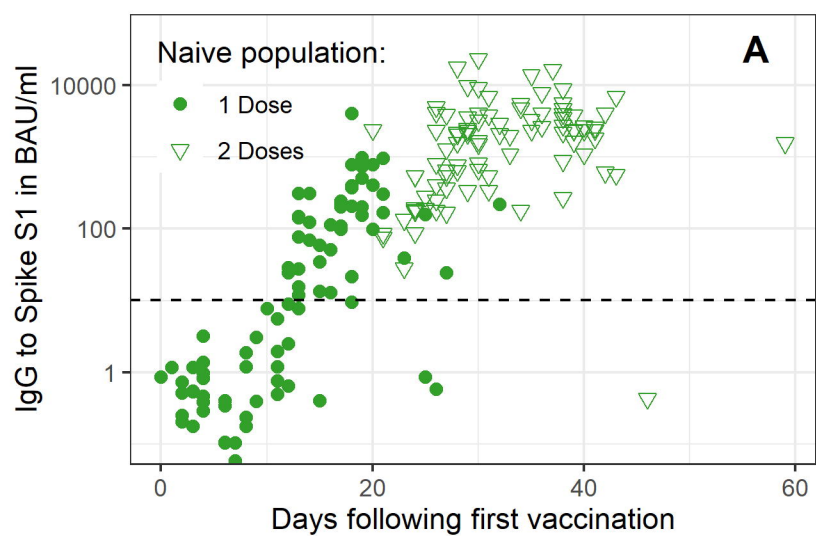 Naive population:
A
1 Dose
2 Doses
10000
100
1
IgG to Spike S1 in BAU/ml
0
20
40
60
Days following first vaccination